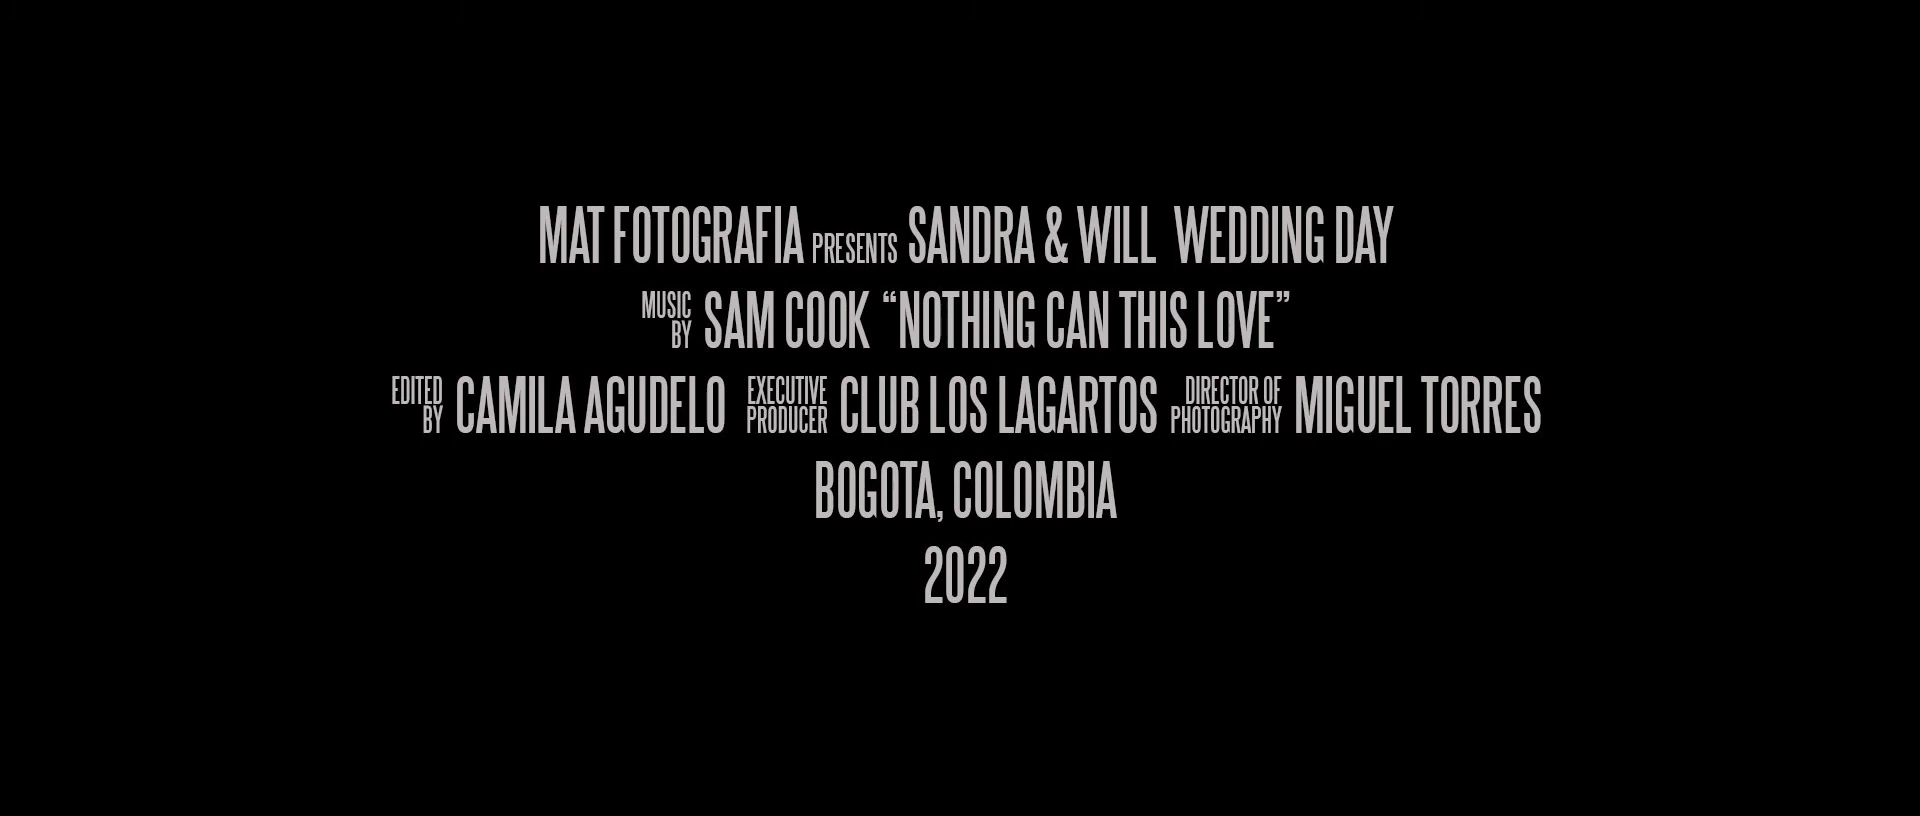 MAT FOTOGRAFIA PRESENTS SANDRA & WILL WEDDING DAY
MUSIC BY SAM COOK “NOTHING CAN THIS LOVE”
EDITED BY CAMILA AGUDELO EXECUTIVE PRODUCER CLUB LOS LAGARTOS DIRECTOR OF PHOTOGRAPHY MIGUEL TORRES
BOGOTA, COLOMBIA
2022